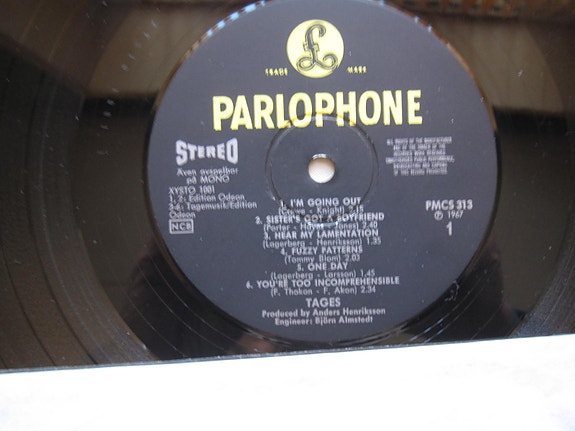 £
TRADE MARK
PARLOPHONE
STEREO
Även avspelbar
på MONO
XYSTO 1001
1, 2: Edition Odeon
3-6: Tagemusik/Edition
Odeon
NCB
ALL RIGHTS OF THE MANUFACTURER
AND OF THE OWNER OF THE
RECORDED WORK RESERVED
UNAUTHORISED PUBLIC PERFORMANCE,
BROADCASTING AND COPYING
OF THIS RECORD PROHIBITED
PMCS 313
Ⓟ 1967
1
1. I'M GOING OUT
- Knight) 2.15
2. SISTER'S GOT A BOYFRIEND
(Porter - Hayes - Jones) 2.40
3. HEAR MY LAMENTATION
(Lagerberg - Henriksson) 1.35
4. FUZZY PATTERNS
(Tommy Blom) 2.03
5. ONE DAY
(Lagerberg - Larsson) 1.45
6. YOU'RE TOO INCOMPREHENSIBLE
(F. Thakon - F. Akon) 2.34
TAGES
Produced by Anders Henriksson
Engineer: Björn Almstedt